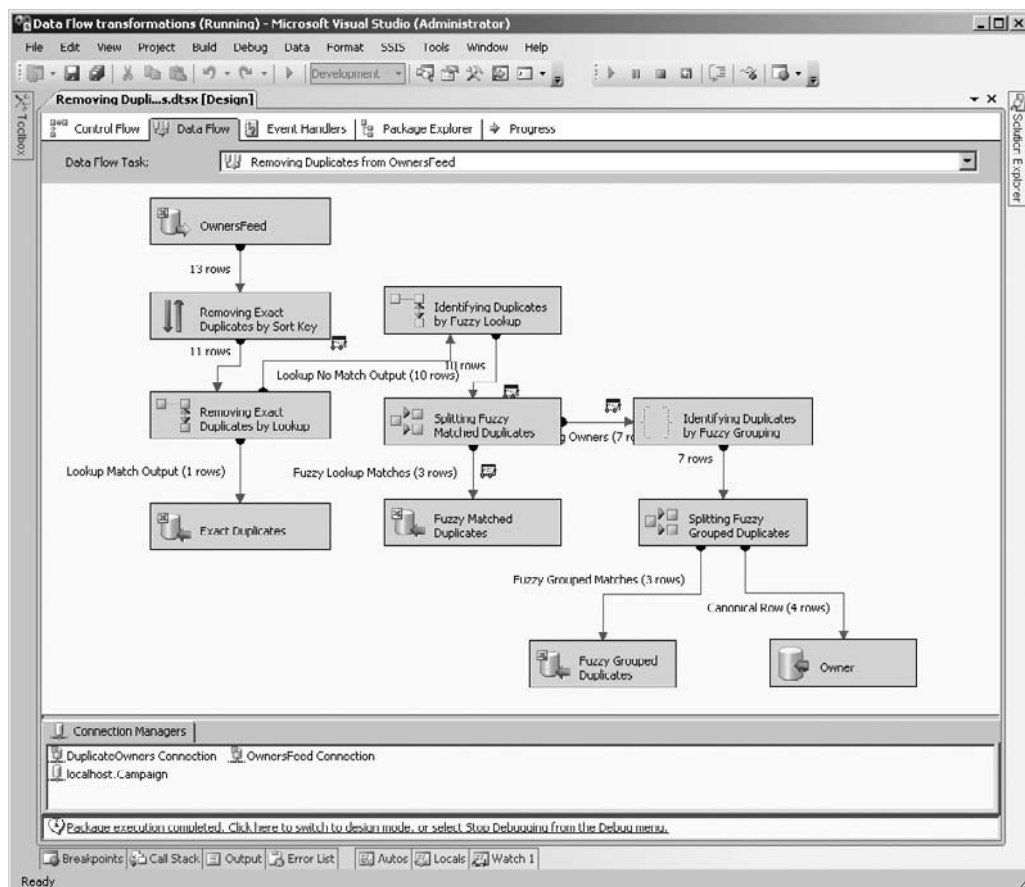 Data Flow transformations (Running) - Microsoft Visual Studio (Administrator)
File Edit View Project Build Debug Data Format SSIS Tools Window Help
Development
Toolbox
Removing Dupli...s.dtsx [Design]
Solution Explorer
Control Flow Data Flow Event Handlers Package Explorer Progress
Data Flow Task: Removing Duplicates from OwnersFeed
OwnersFeed
13 rows
Removing Exact
Duplicates by Sort Key
Identifying Duplicates
by Fuzzy Lookup
11 rows
10 rows
Lookup No Match Output (10 rows)
Removing Exact
Duplicates by Lookup
Splitting Fuzzy
Matched Duplicates
g Owners (7 ro
Identifying Duplicates
by Fuzzy Grouping
7 rows
Lookup Match Output (1 rows)
Fuzzy Lookup Matches (3 rows)
Exact Duplicates
Fuzzy Matched
Duplicates
Splitting Fuzzy
Grouped Duplicates
Fuzzy Grouped Matches (3 rows)
Canonical Row (4 rows)
Fuzzy Grouped
Duplicates
Owner
Connection Managers
DuplicateOwners Connection OwnersFeed Connection
localhost.Campaign
Package execution completed. Click here to switch to design mode, or select Stop Debugging from the Debug menu.
Breakpoints Call Stack Output Error List Autos Locals Watch 1
Ready